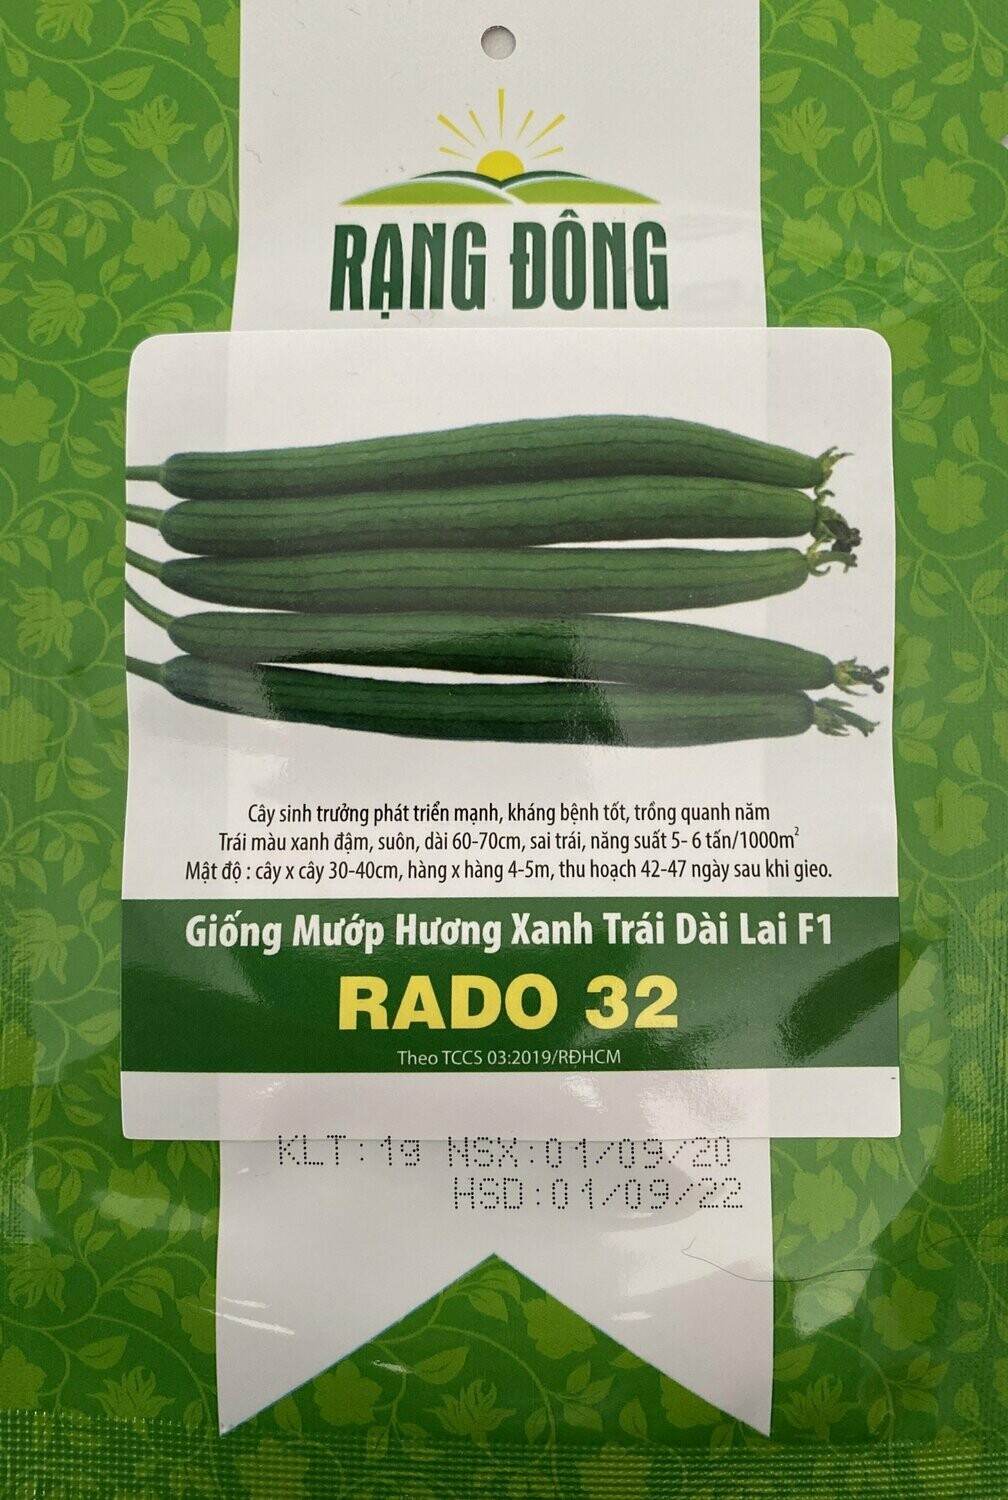 RẠNG ĐÔNG
Cây sinh trưởng phát triển mạnh, kháng bệnh tốt, trồng quanh năm
Trái màu xanh đậm, suôn, dài 60-70cm, sai trái, năng suất 5- 6 tấn/1000m²
Mật độ : cây x cây 30-40cm, hàng x hàng 4-5m, thu hoạch 42-47 ngày sau khi gieo.
Giống Mướp Hương Xanh Trái Dài Lai F1
RADO 32
Theo TCCS 03:2019/RĐHCM
KLT: 1g NSX:01/09/20
HSD:01/09/22